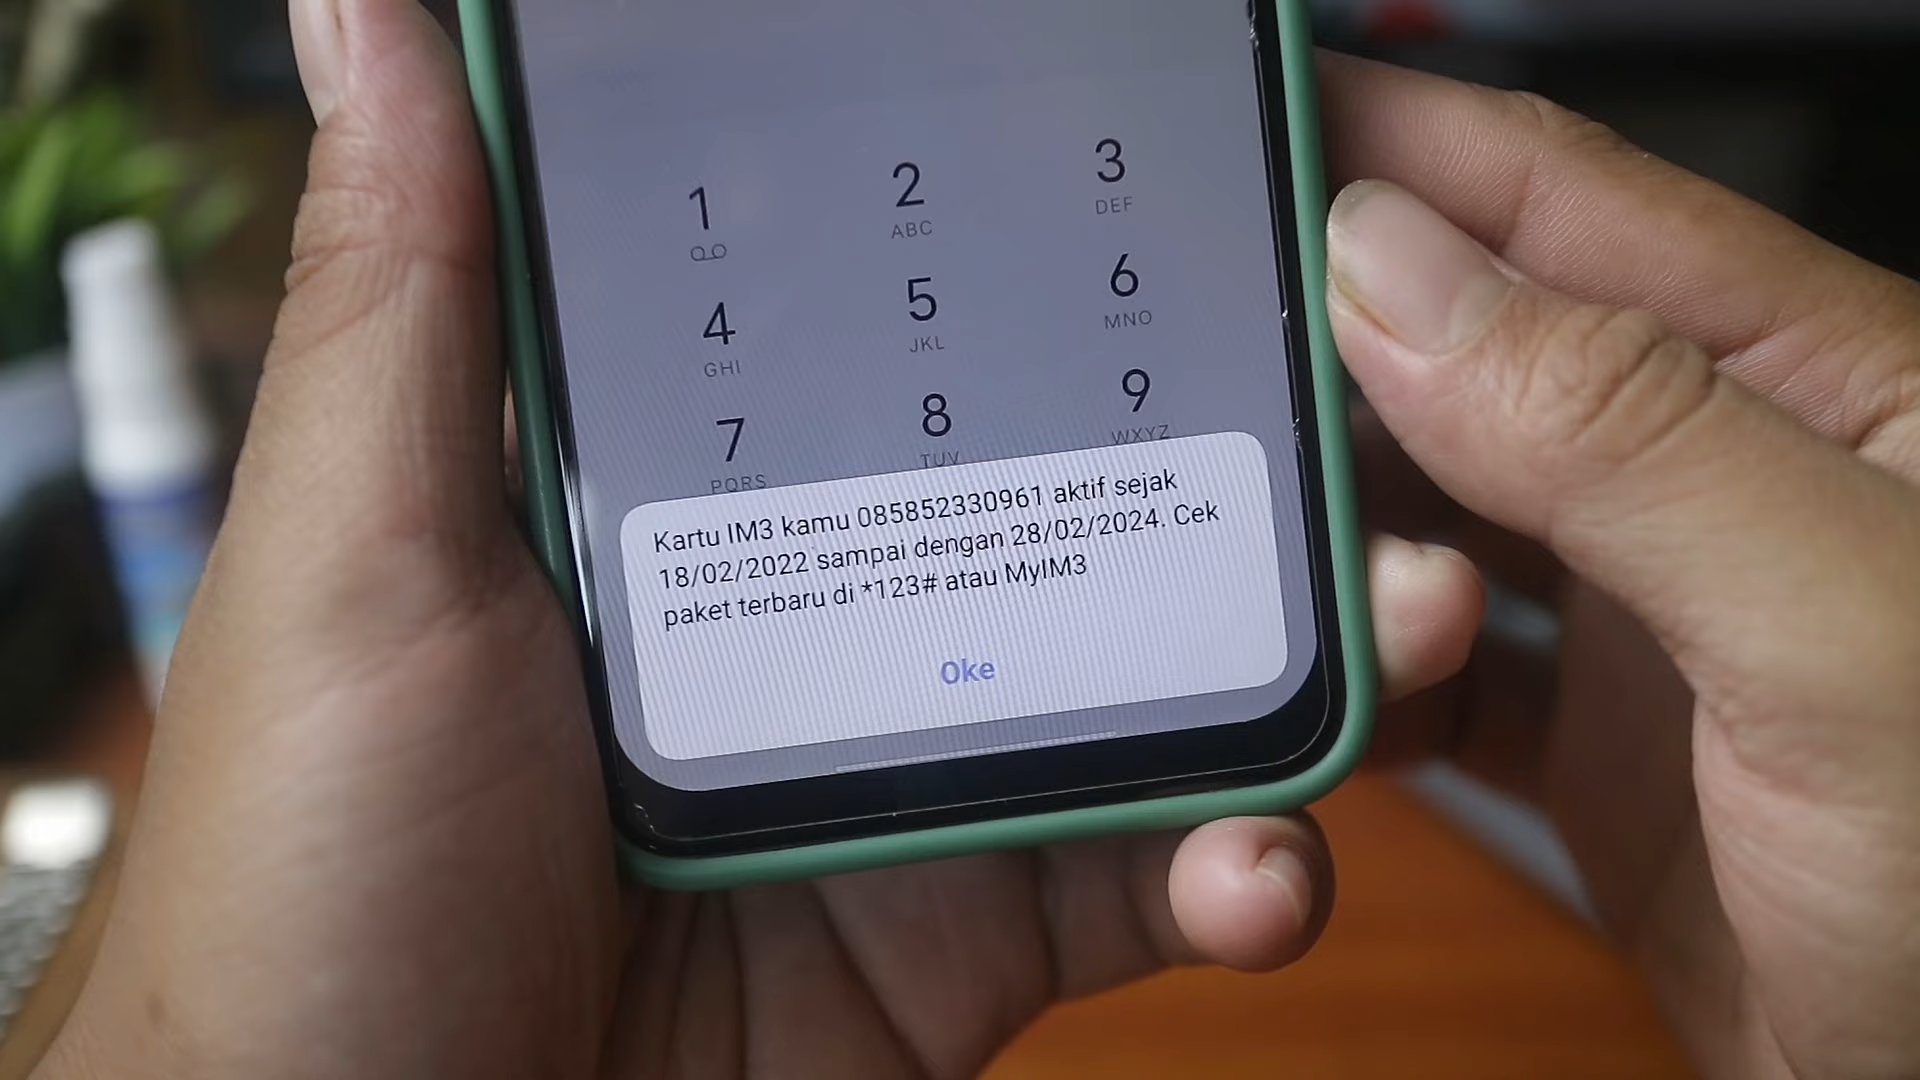 1 2 3
ABC DEF
4 5 6
GHI JKL MNO
7 8 9
PQRS TUV WXYZ
Kartu IM3 kamu 085852330961 aktif sejak
18/02/2022 sampai dengan 28/02/2024. Cek
paket terbaru di *123# atau MyIM3
Oke